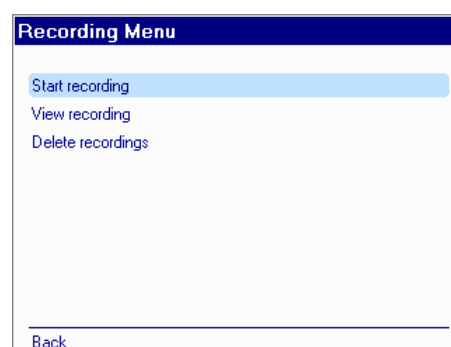 Recording Menu
Start recording
View recording
Delete recordings
Back